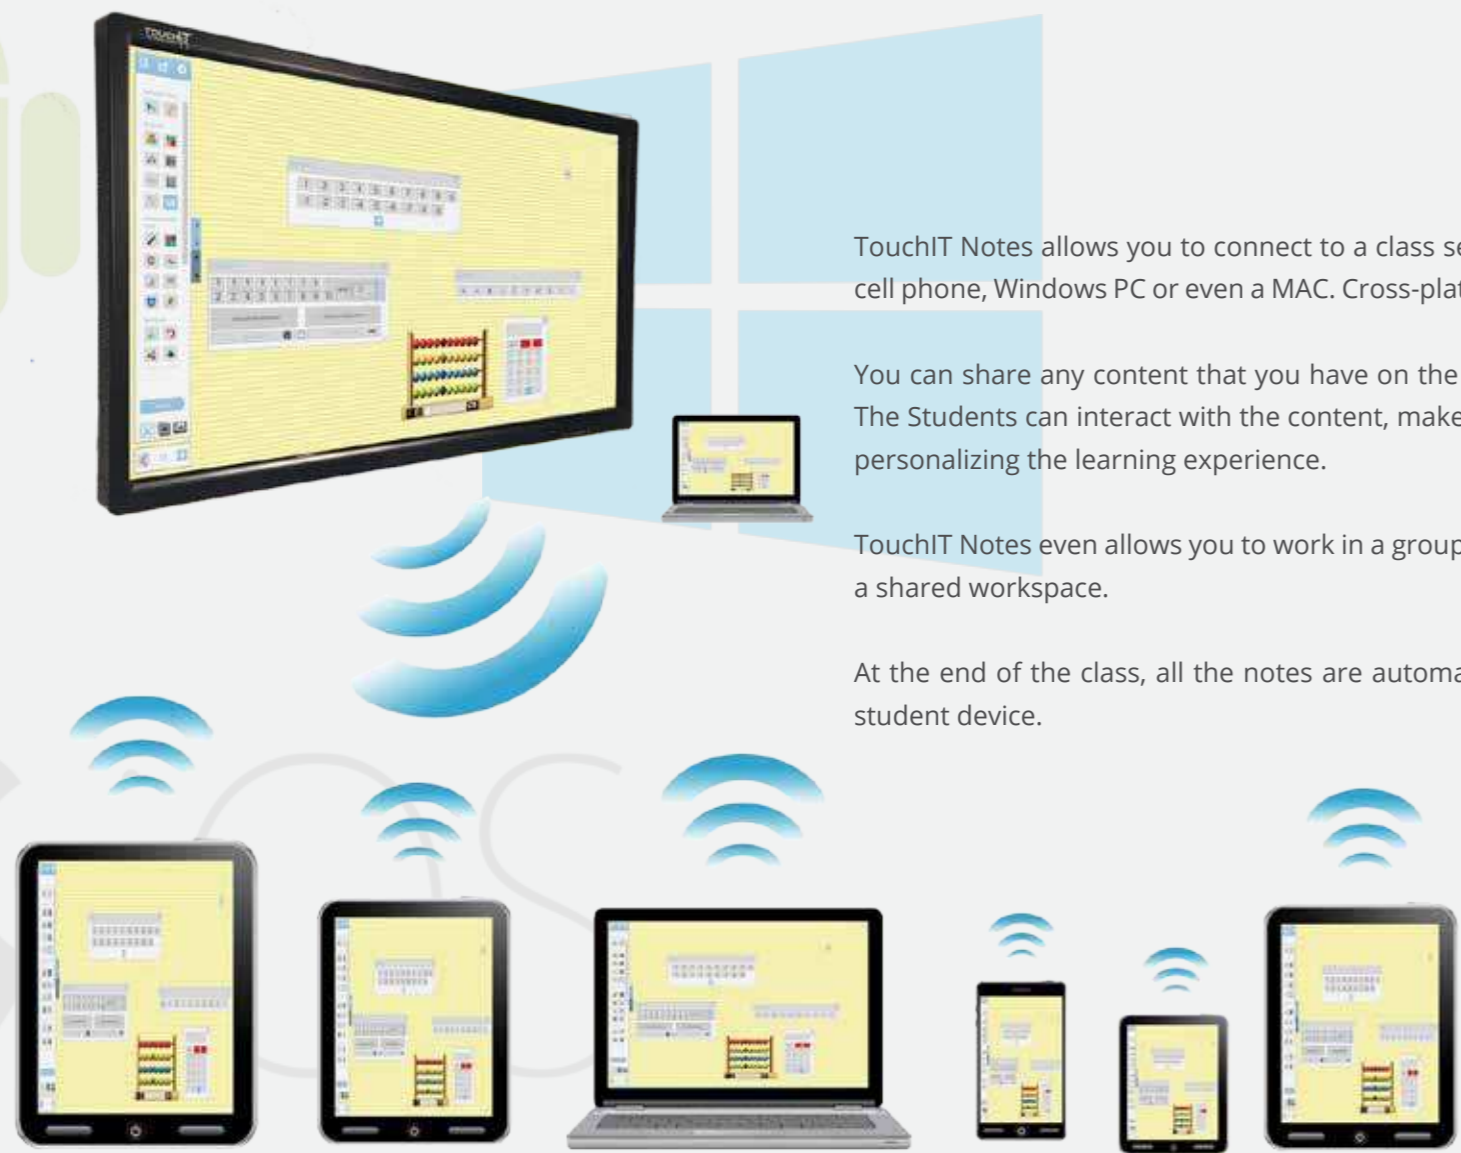 TOUCHIT
TouchIT Notes allows you to connect to a class se
cell phone, Windows PC or even a MAC. Cross-plat
You can share any content that you have on the
The Students can interact with the content, make
personalizing the learning experience.
TouchIT Notes even allows you to work in a group
a shared workspace.
At the end of the class, all the notes are automa
student device.
iOS